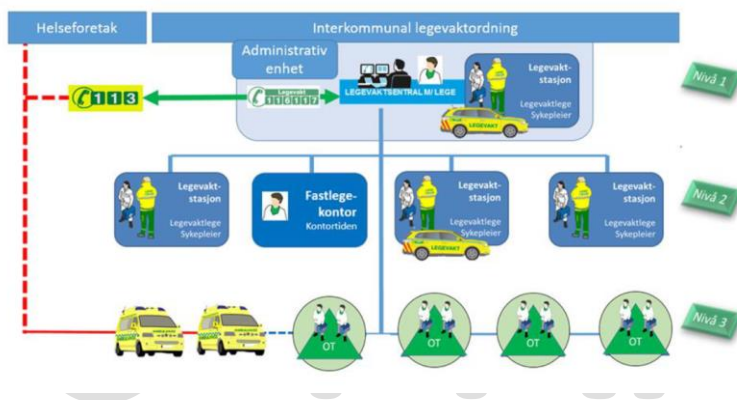 Helseforetak
Interkommunal legevaktordning
Administrativ
enhet
113
Legevakt
116117
LEGEVAKTSENTRAL M/ LEGE
Legevakt-
stasjon
Legevaktlege
Sykepleier
LEGEVAKT
Nivå 1
Legevakt-
stasjon
Legevaktlege
Sykepleier
Fastlege-
kontor
Kontortiden
Legevakt-
stasjon
Legevaktlege
Sykepleier
LEGEVAKT
Legevakt-
stasjon
Legevaktlege
Sykepleier
Nivå 2
OT
OT
OT
OT
Nivå 3